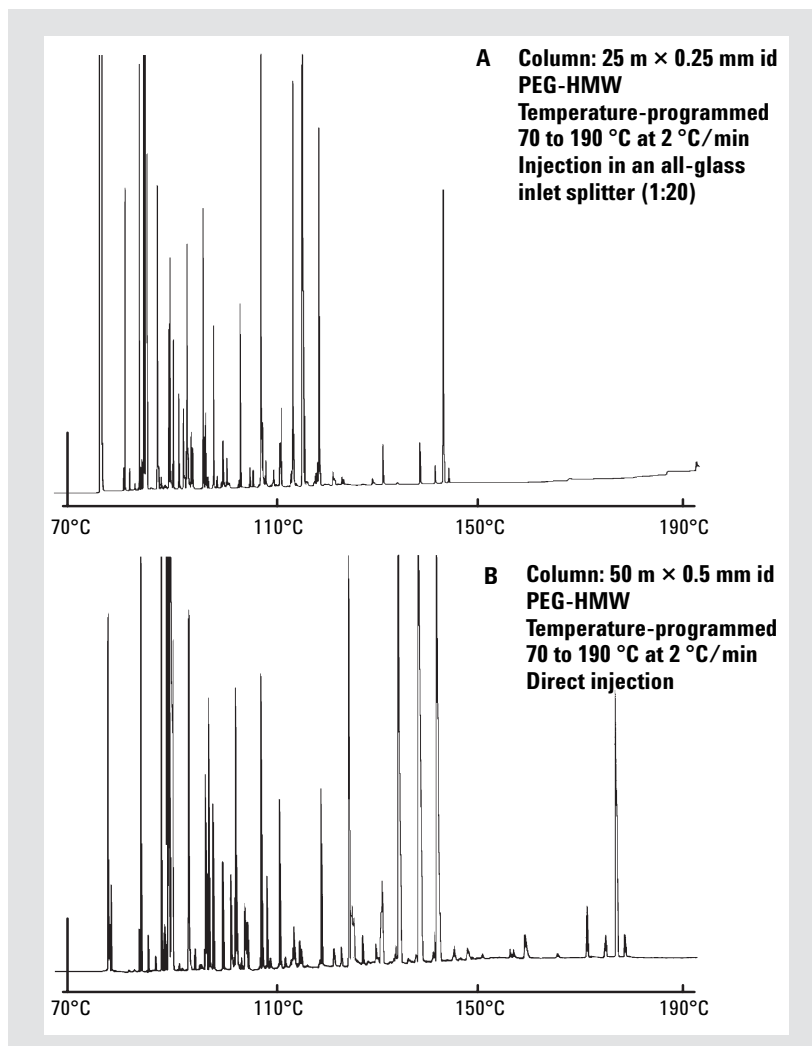 A Column: 25 m × 0.25 mm id
PEG-HMW
Temperature-programmed
70 to 190 °C at 2 °C/min
Injection in an all-glass
inlet splitter (1:20)
70°C 110°C 150°C 190°C
B Column: 50 m × 0.5 mm id
PEG-HMW
Temperature-programmed
70 to 190 °C at 2 °C/min
Direct injection
70°C 110°C 150°C 190°C